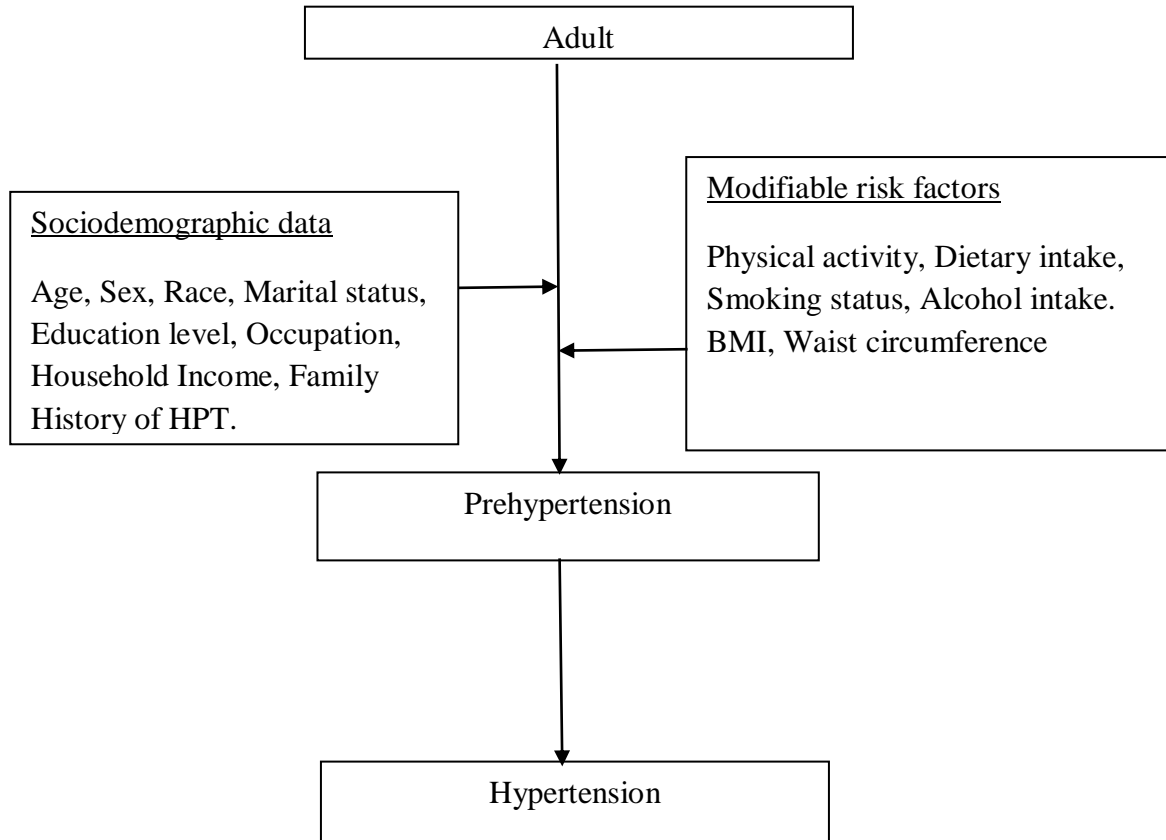 Adult
Sociodemographic data
Age, Sex, Race, Marital status,
Education level, Occupation,
Household Income, Family
History of HPT.
Modifiable risk factors
Physical activity, Dietary intake,
Smoking status, Alcohol intake.
BMI, Waist circumference
Prehypertension
Hypertension